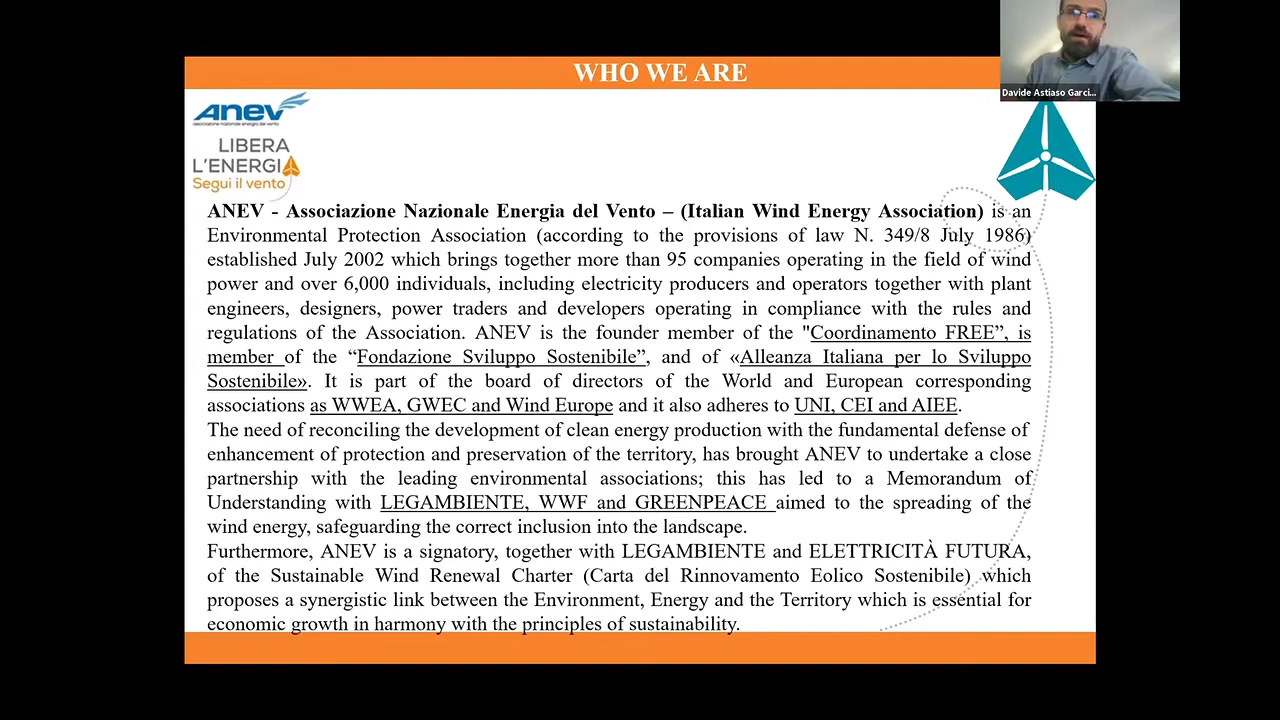 WHO WE ARE
Davide Astiaso Garci...
Anev
associazione nazionale energia del vento
LIBERA
L'ENERGI
Segui il vento
ANEV - Associazione Nazionale Energia del Vento – (Italian Wind Energy Association) is an
Environmental Protection Association (according to the provisions of law N. 349/8 July 1986)
established July 2002 which brings together more than 95 companies operating in the field of wind
power and over 6,000 individuals, including electricity producers and operators together with plant
engineers, designers, power traders and developers operating in compliance with the rules and
regulations of the Association. ANEV is the founder member of the "Coordinamento FREE”, is
member of the “Fondazione Sviluppo Sostenibile”, and of «Alleanza Italiana per lo Sviluppo
Sostenibile». It is part of the board of directors of the World and European corresponding
associations as WWEA, GWEC and Wind Europe and it also adheres to UNI, CEI and AIEE.
The need of reconciling the development of clean energy production with the fundamental defense of
enhancement of protection and preservation of the territory, has brought ANEV to undertake a close
partnership with the leading environmental associations; this has led to a Memorandum of
Understanding with LEGAMBIENTE, WWF and GREENPEACE aimed to the spreading of the
wind energy, safeguarding the correct inclusion into the landscape.
Furthermore, ANEV is a signatory, together with LEGAMBIENTE and ELETTRICITÀ FUTURA,
of the Sustainable Wind Renewal Charter (Carta del Rinnovamento Eolico Sostenibile) which
proposes a synergistic link between the Environment, Energy and the Territory which is essential for
economic growth in harmony with the principles of sustainability.